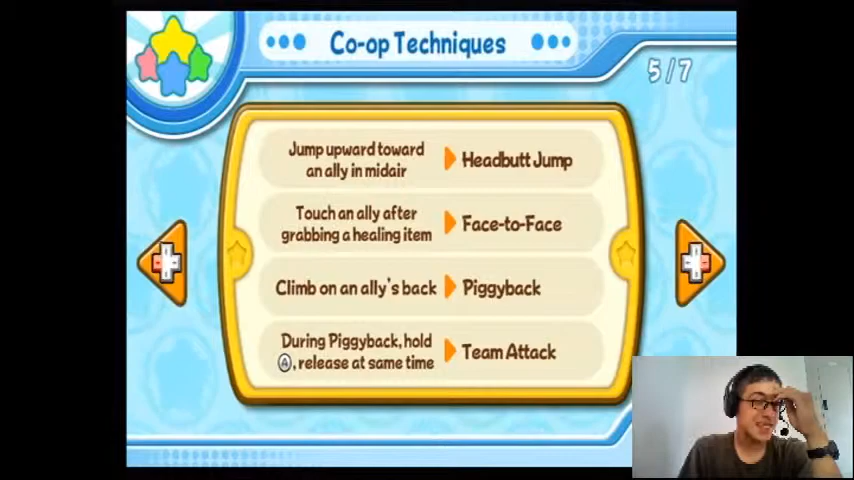 Co-op Techniques
5/7
Jump upward toward
an ally in midair
Headbutt Jump
Touch an ally after
grabbing a healing item
Face-to-Face
Climb on an ally's back
Piggyback
During Piggyback, hold
Ⓐ, release at same time
Team Attack